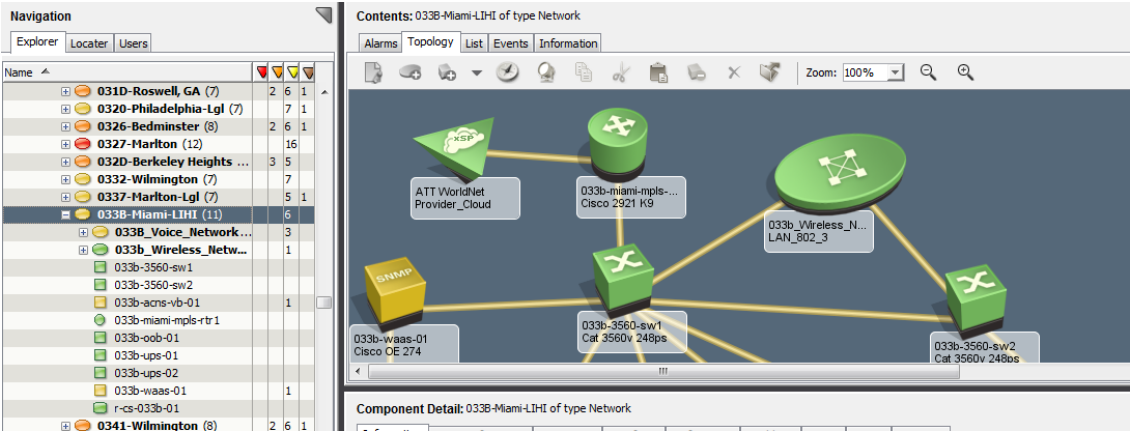 Navigation
Explorer Locater Users
Name
031D-Roswell, GA (7) 2 6 1
0320-Philadelphia-Lgl (7) 7 1
0326-Bedminster (8) 2 6 1
0327-Marlton (12) 16
032D-Berkeley Heights ... 3 5
0332-Wilmington (7) 7
0337-Marlton-Lgl (7) 5 1
033B-Miami-LIHI (11) 6
033B_Voice_Network... 3
033b_Wireless_Netw... 1
033b-3560-sw1
033b-3560-sw2
033b-acns-vb-01 1
033b-miami-mpls-rtr1
033b-oob-01
033b-ups-01
033b-ups-02
033b-waas-01 1
r-cs-033b-01
0341-Wilmington (8) 2 6 1
Contents: 033B-Miami-LIHI of type Network
Alarms Topology List Events Information
Zoom: 100%
XSP
ATT WorldNet
Provider_Cloud
033b-miami-mpls-...
Cisco 2921 K9
033b_Wireless_N...
LAN_802_3
SNMP
033b-waas-01
Cisco OE 274
033b-3560-sw1
Cat 3560v 248ps
033b-3560-sw2
Cat 3560v 248ps
Component Detail: 033B-Miami-LIHI of type Network